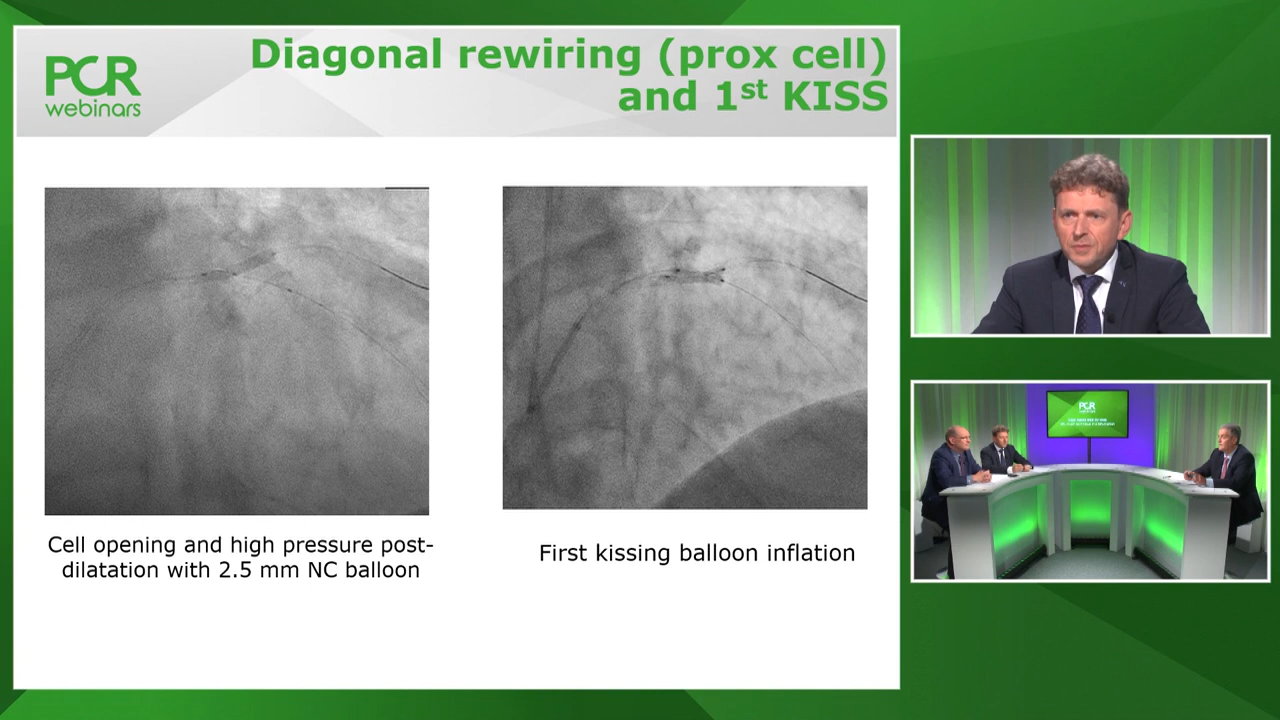 PCR
webinars
Diagonal rewiring (prox cell)
and 1st KISS
Cell opening and high pressure post-
dilatation with 2.5 mm NC balloon
First kissing balloon inflation
PCR